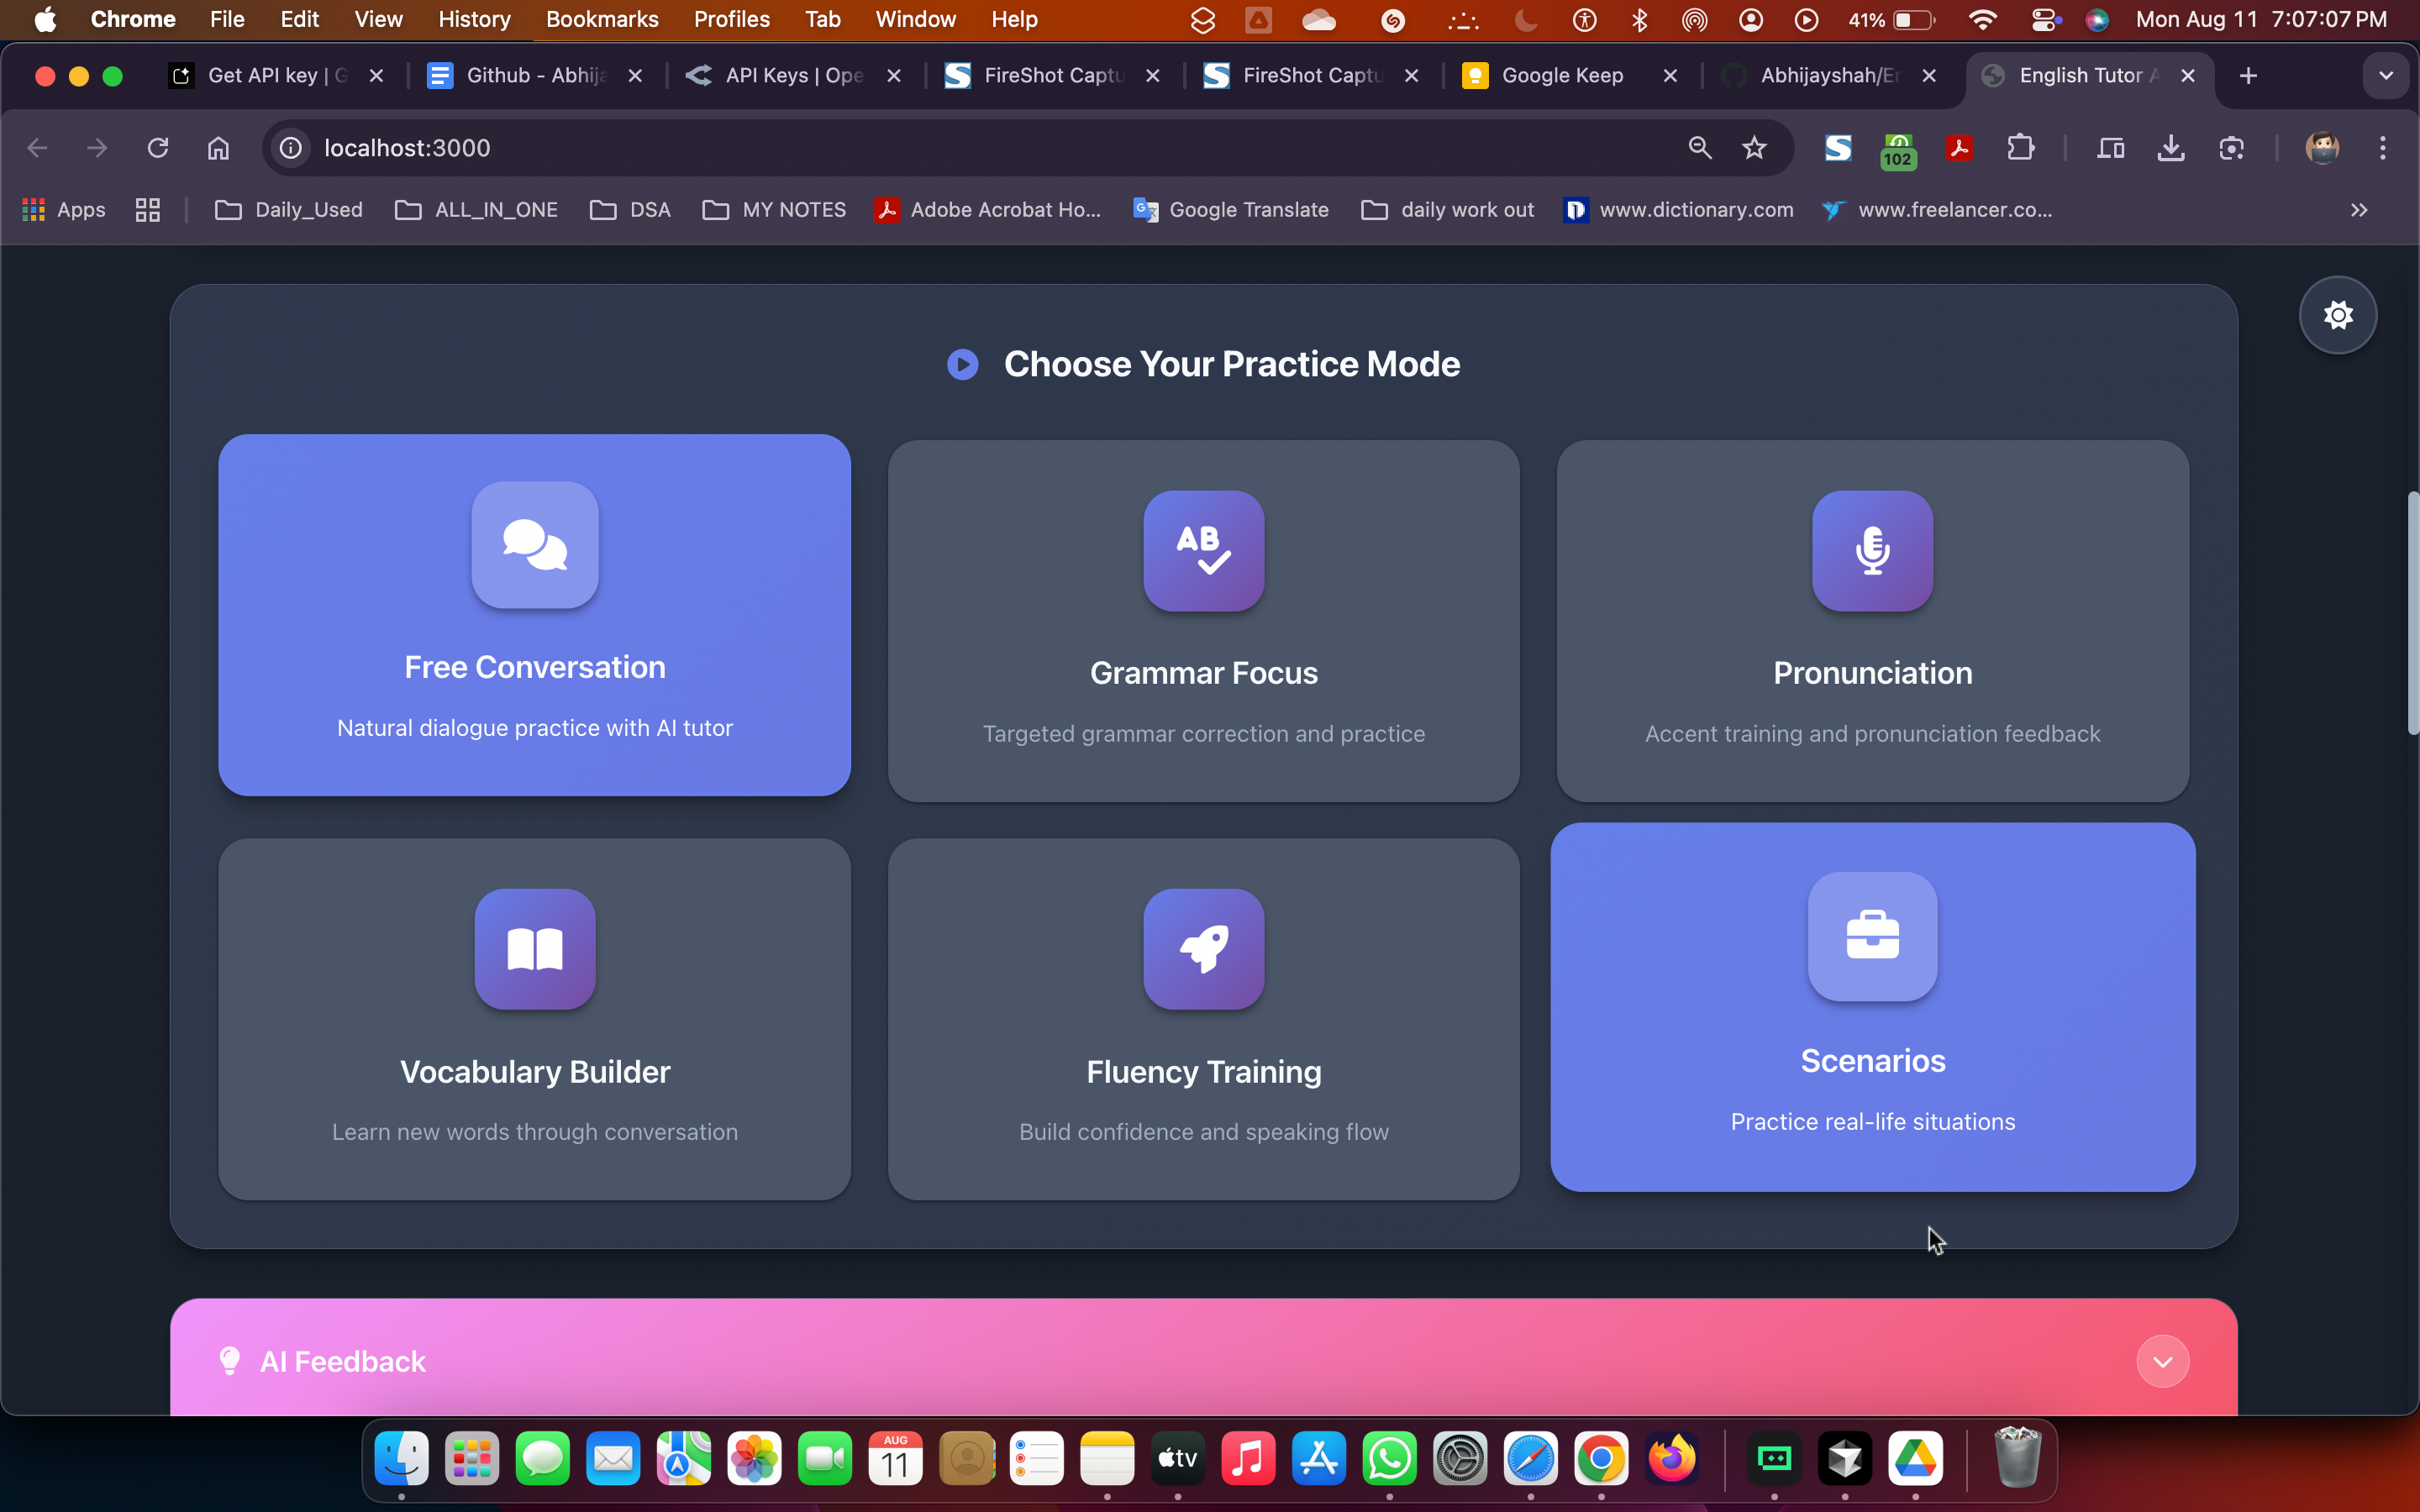 Chrome File Edit View History Bookmarks Profiles Tab Window Help 41% Mon Aug 11 7:07:07 PM
Get API key | G Github - Abhija API Keys | Ope FireShot Captu FireShot Captu Google Keep Abhijayshah/En English Tutor A
localhost:3000 102
Apps Daily_Used ALL_IN_ONE DSA MY NOTES Adobe Acrobat Ho... Google Translate daily work out www.dictionary.com www.freelancer.co...
Choose Your Practice Mode
AB
Free Conversation
Natural dialogue practice with AI tutor
Grammar Focus
Targeted grammar correction and practice
Pronunciation
Accent training and pronunciation feedback
Vocabulary Builder
Learn new words through conversation
Fluency Training
Build confidence and speaking flow
Scenarios
Practice real-life situations
AI Feedback
AUG
11
tv